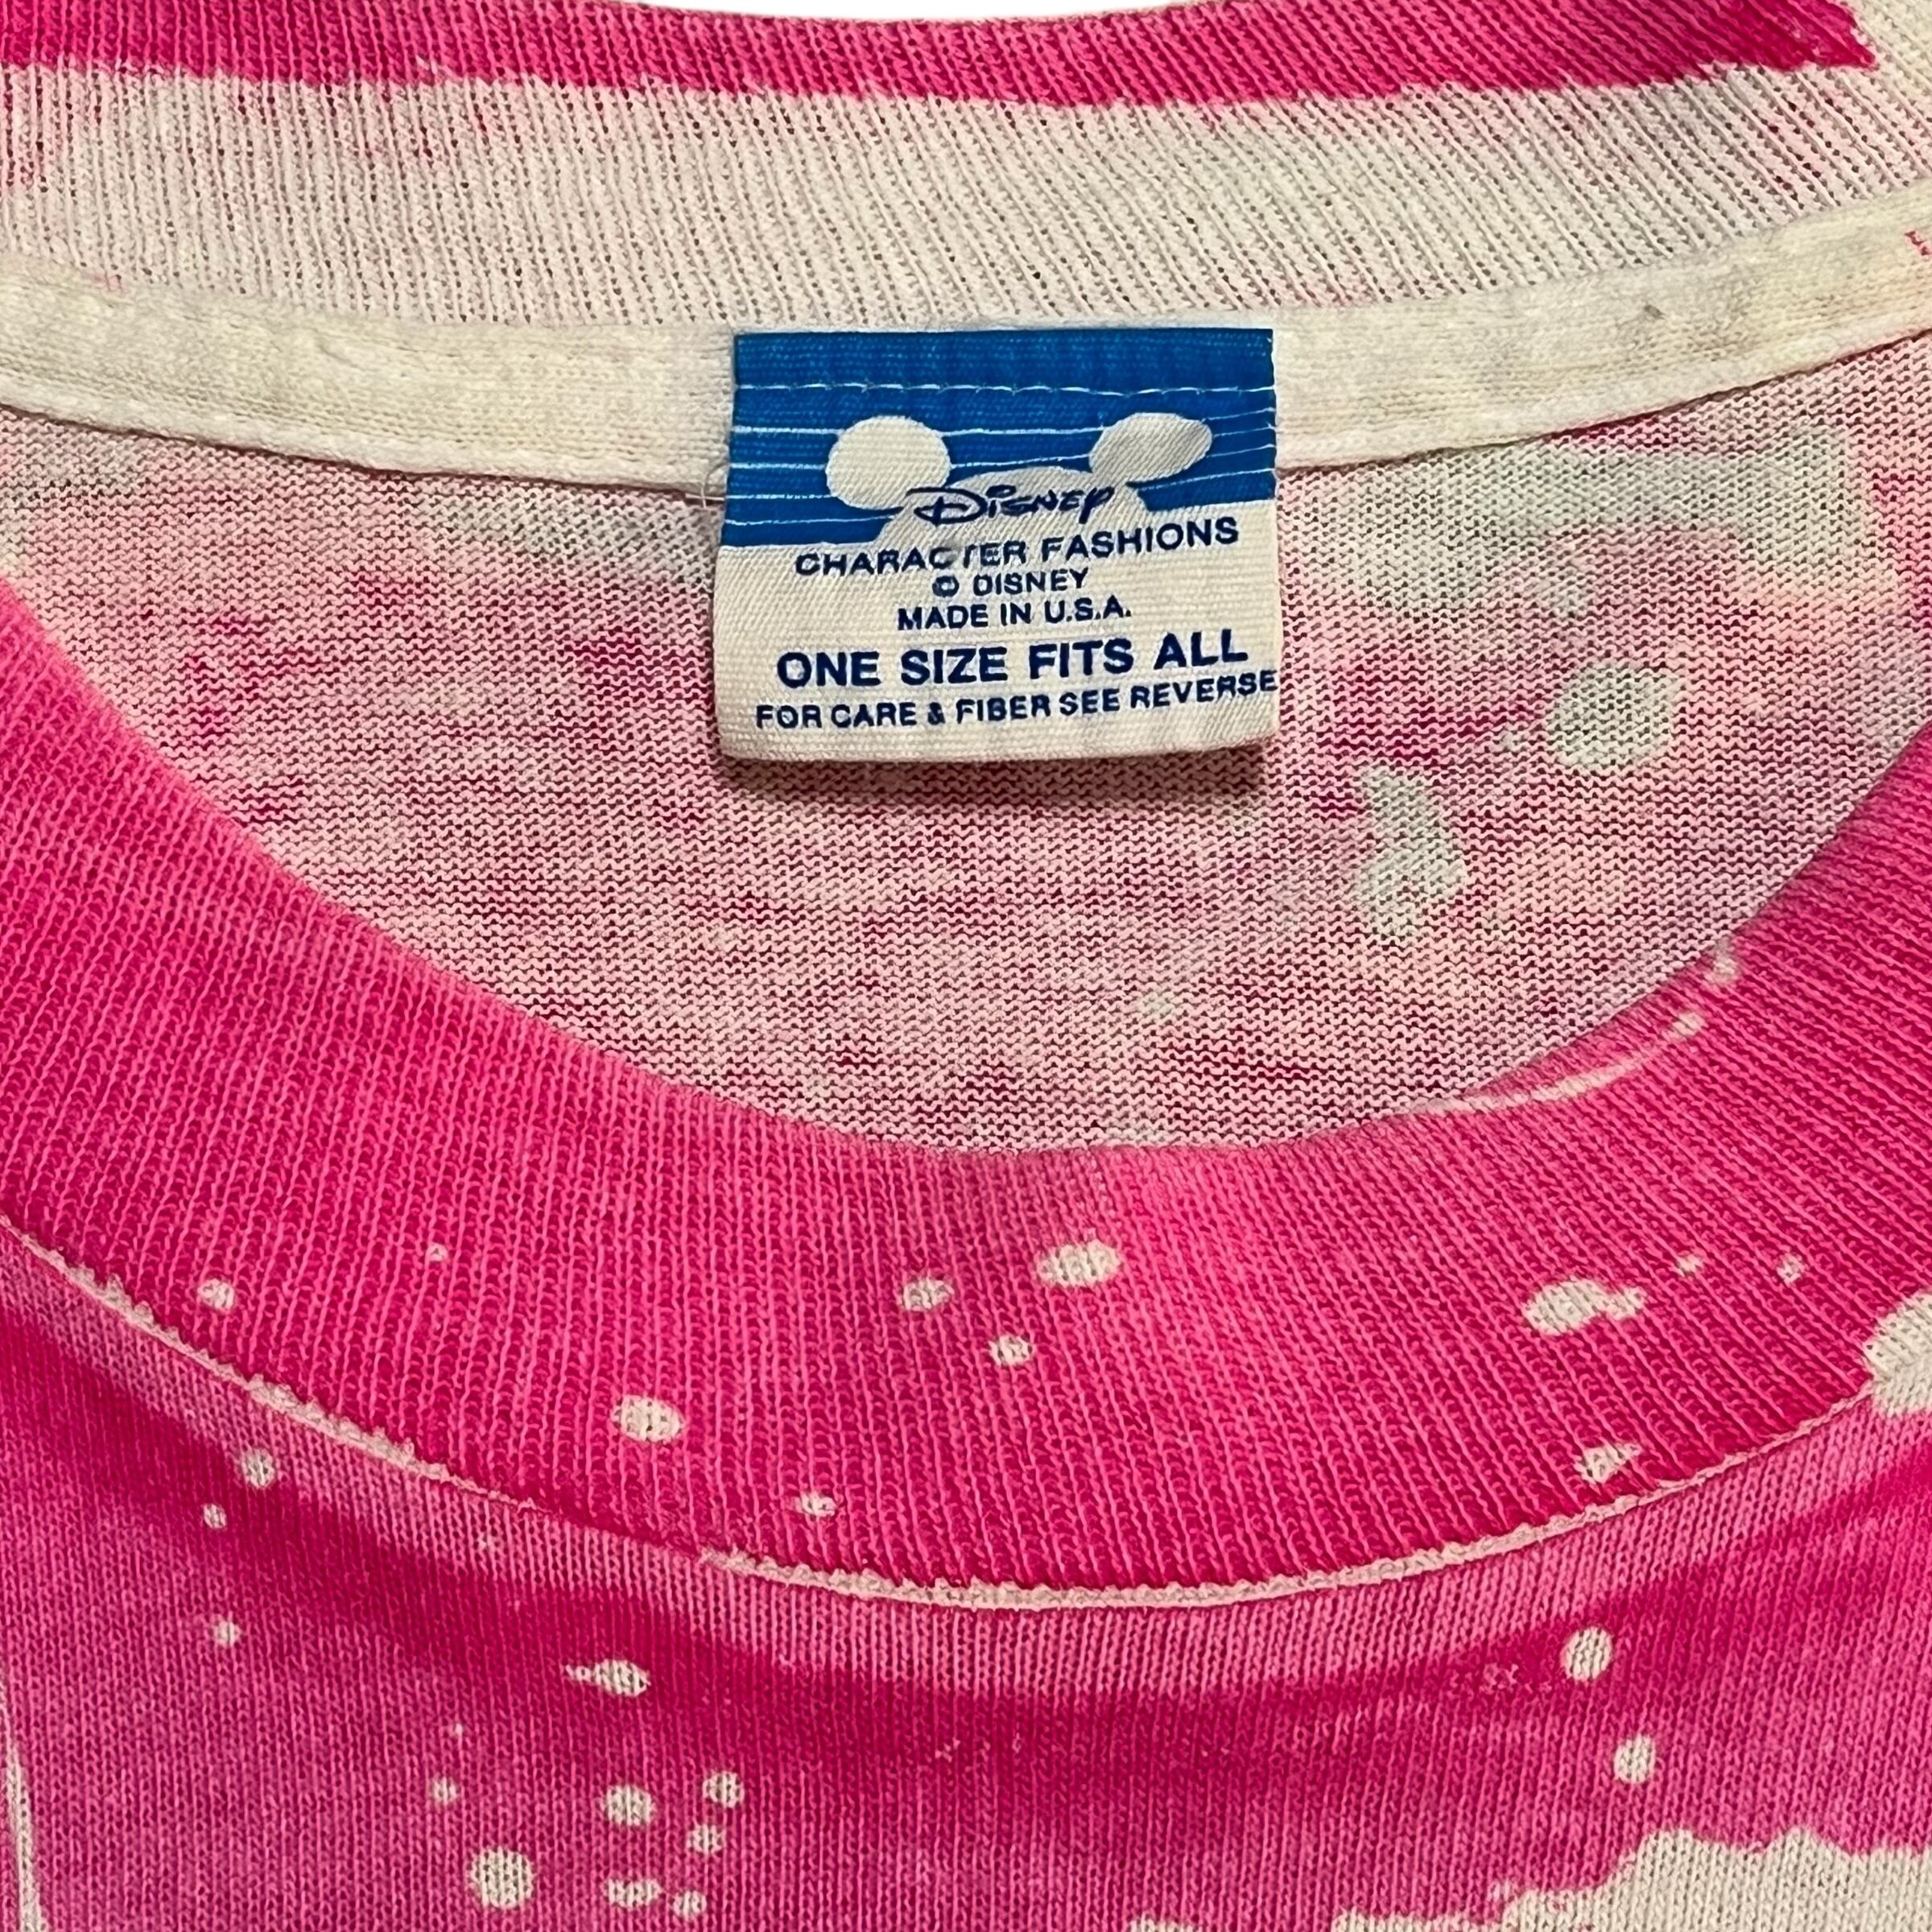 Disney
CHARACTER FASHIONS
© DISNEY
MADE IN U.S.A.
ONE SIZE FITS ALL
FOR CARE & FIBER SEE REVERSE